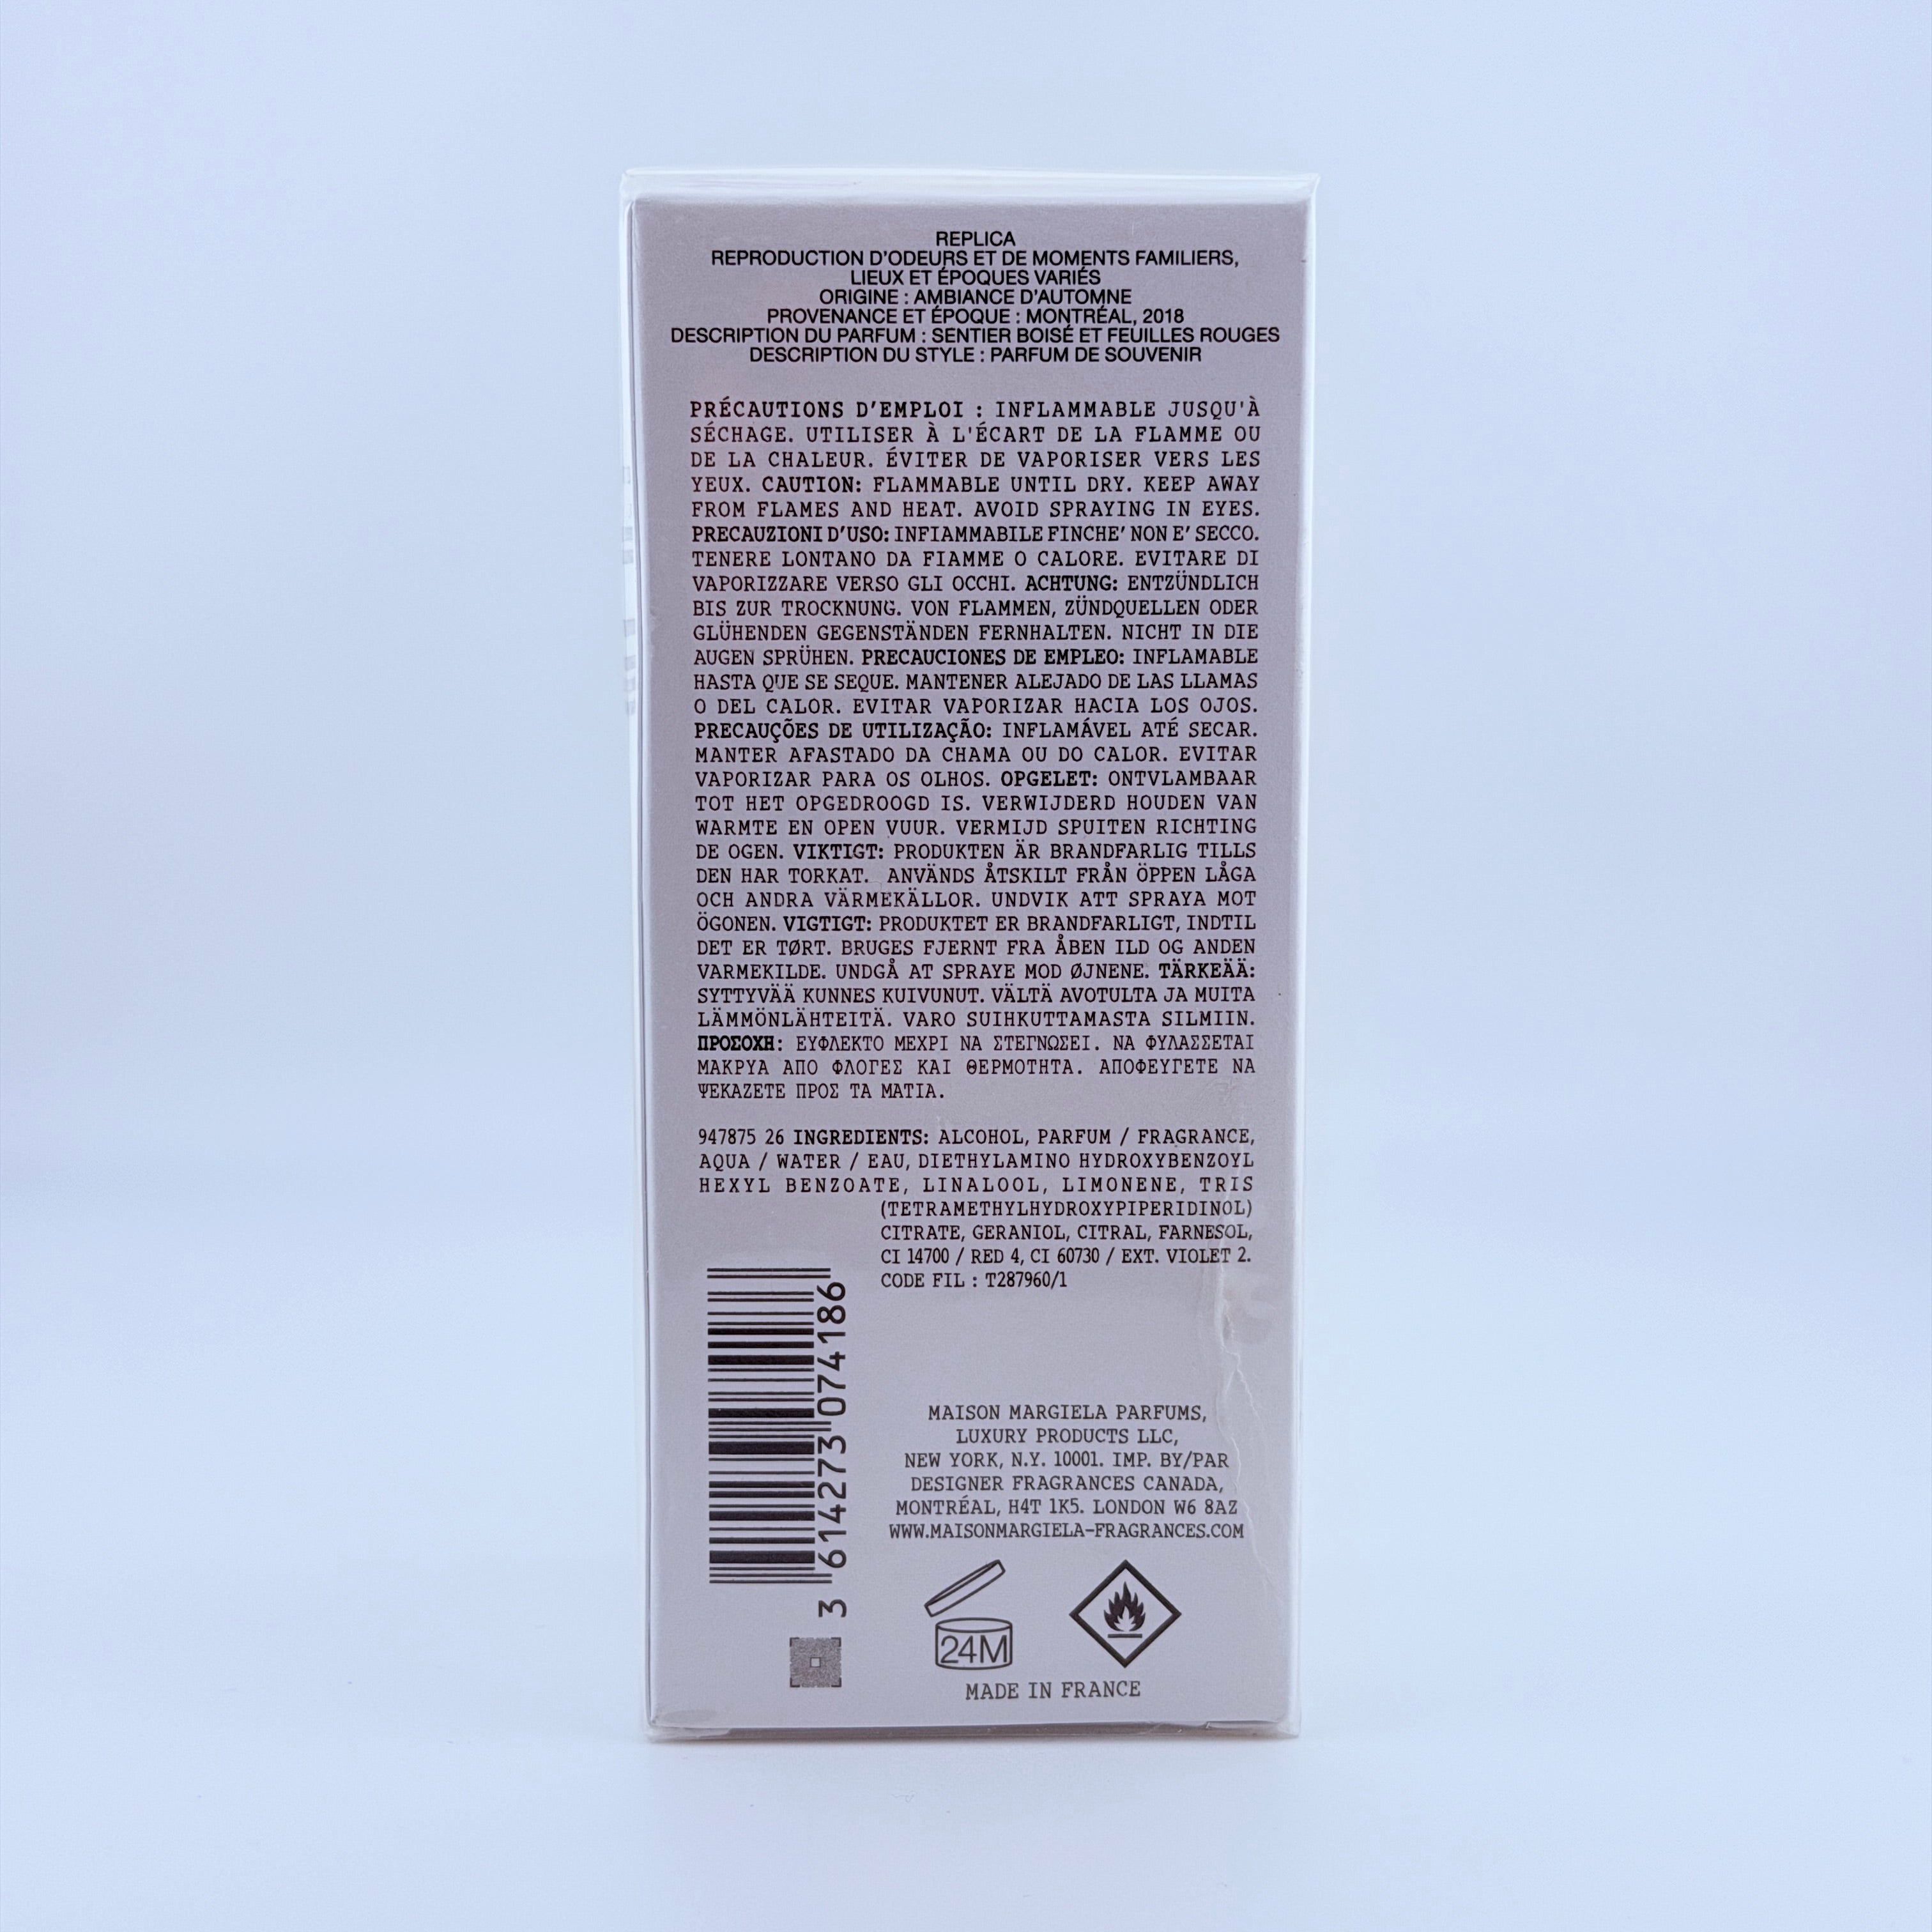 REPLICA
REPRODUCTION D'ODEURS ET DE MOMENTS FAMILIERS,
LIEUX ET ÉPOQUES VARIÉS
ORIGINE : AMBIANCE D'AUTOMNE
PROVENANCE ET ÉPOQUE : MONTRÉAL, 2018
DESCRIPTION DU PARFUM : SENTIER BOISÉ ET FEUILLES ROUGES
DESCRIPTION DU STYLE : PARFUM DE SOUVENIR
PRÉCAUTIONS D'EMPLOI : INFLAMMABLE JUSQU'À
SÉCHAGE. UTILISER À L'ÉCART DE LA FLAMME OU
DE LA CHALEUR. ÉVITER DE VAPORISER VERS LES
YEUX. CAUTION: FLAMMABLE UNTIL DRY. KEEP AWAY
FROM FLAMES AND HEAT. AVOID SPRAYING IN EYES.
PRECAUZIONI D'USO: INFIAMMABILE FINCHE' NON E' SECCO.
TENERE LONTANO DA FIAMME O CALORE. EVITARE DI
VAPORIZZARE VERSO GLI OCCHI. ACHTUNG: ENTZÜNDLICH
BIS ZUR TROCKNUNG. VON FLAMMEN, ZÜNDQUELLEN ODER
GLÜHENDEN GEGENSTÄNDEN FERNHALTEN. NICHT IN DIE
AUGEN SPRÜHEN. PRECAUCIONES DE EMPLEO: INFLAMABLE
HASTA QUE SE SEQUE. MANTENER ALEJADO DE LAS LLAMAS
O DEL CALOR. EVITAR VAPORIZAR HACIA LOS OJOS.
PRECAUÇÕES DE UTILIZAÇÃO: INFLAMÁVEL ATÉ SECAR.
MANTER AFASTADO DA CHAMA OU DO CALOR. EVITAR
VAPORIZAR PARA OS OLHOS. OPGELET: ONTVLAMBAAR
TOT HET OPGEDROOGD IS. VERWIJDERD HOUDEN VAN
WARMTE EN OPEN VUUR. VERMIJD SPUITEN RICHTING
DE OGEN. VIKTIGT: PRODUKTEN ÄR BRANDFARLIG TILLS
DEN HAR TORKAT. ANVÄNDS ÅTSKILT FRÅN ÖPPEN LÅGA
OCH ANDRA VÄRMEKÄLLOR. UNDVIK ATT SPRAYA MOT
ÖGONEN. VIGTIGT: PRODUKTET ER BRANDFARLIGT, INDTIL
DET ER TØRT. BRUGES FJERNT FRA ÅBEN ILD OG ANDEN
VARMEKILDE. UNDGÅ AT SPRAYE MOD ØJNENE. TÄRKEÄÄ:
SYTTYVÄÄ KUNNES KUIVUNUT. VÄLTÄ AVOTULTA JA MUITA
LÄMMÖNLÄHTEITÄ. VARO SUIHKUTTAMASTA SILMIIN.
ΠΡΟΣΟΧΗ: ΕΥΦΛΕΚΤΟ ΜΕΧΡΙ ΝΑ ΣΤΕΓΝΩΣΕΙ. ΝΑ ΦΥΛΑΣΣΕΤΑΙ
ΜΑΚΡΥΑ ΑΠΟ ΦΛΟΓΕΣ ΚΑΙ ΘΕΡΜΟΤΗΤΑ. ΑΠΟΦΕΥΓΕΤΕ ΝΑ
ΨΕΚΑΖΕΤΕ ΠΡΟΣ ΤΑ ΜΑΤΙΑ.
947875 26 INGREDIENTS: ALCOHOL, PARFUM / FRAGRANCE,
AQUA / WATER / EAU, DIETHYLAMINO HYDROXYBENZOYL
HEXYL BENZOATE, LINALOOL, LIMONENE, TRIS
(TETRAMETHYLHYDROXYPIPERIDINOL)
CITRATE, GERANIOL, CITRAL, FARNESOL,
CI 14700 / RED 4, CI 60730 / EXT. VIOLET 2.
CODE FIL : T287960/1
3 614273 074186
MAISON MARGIELA PARFUMS,
LUXURY PRODUCTS LLC,
NEW YORK, N.Y. 10001. IMP. BY/PAR
DESIGNER FRAGRANCES CANADA,
MONTRÉAL, H4T 1K5. LONDON W6 8AZ
WWW.MAISONMARGIELA-FRAGRANCES.COM
24M
MADE IN FRANCE